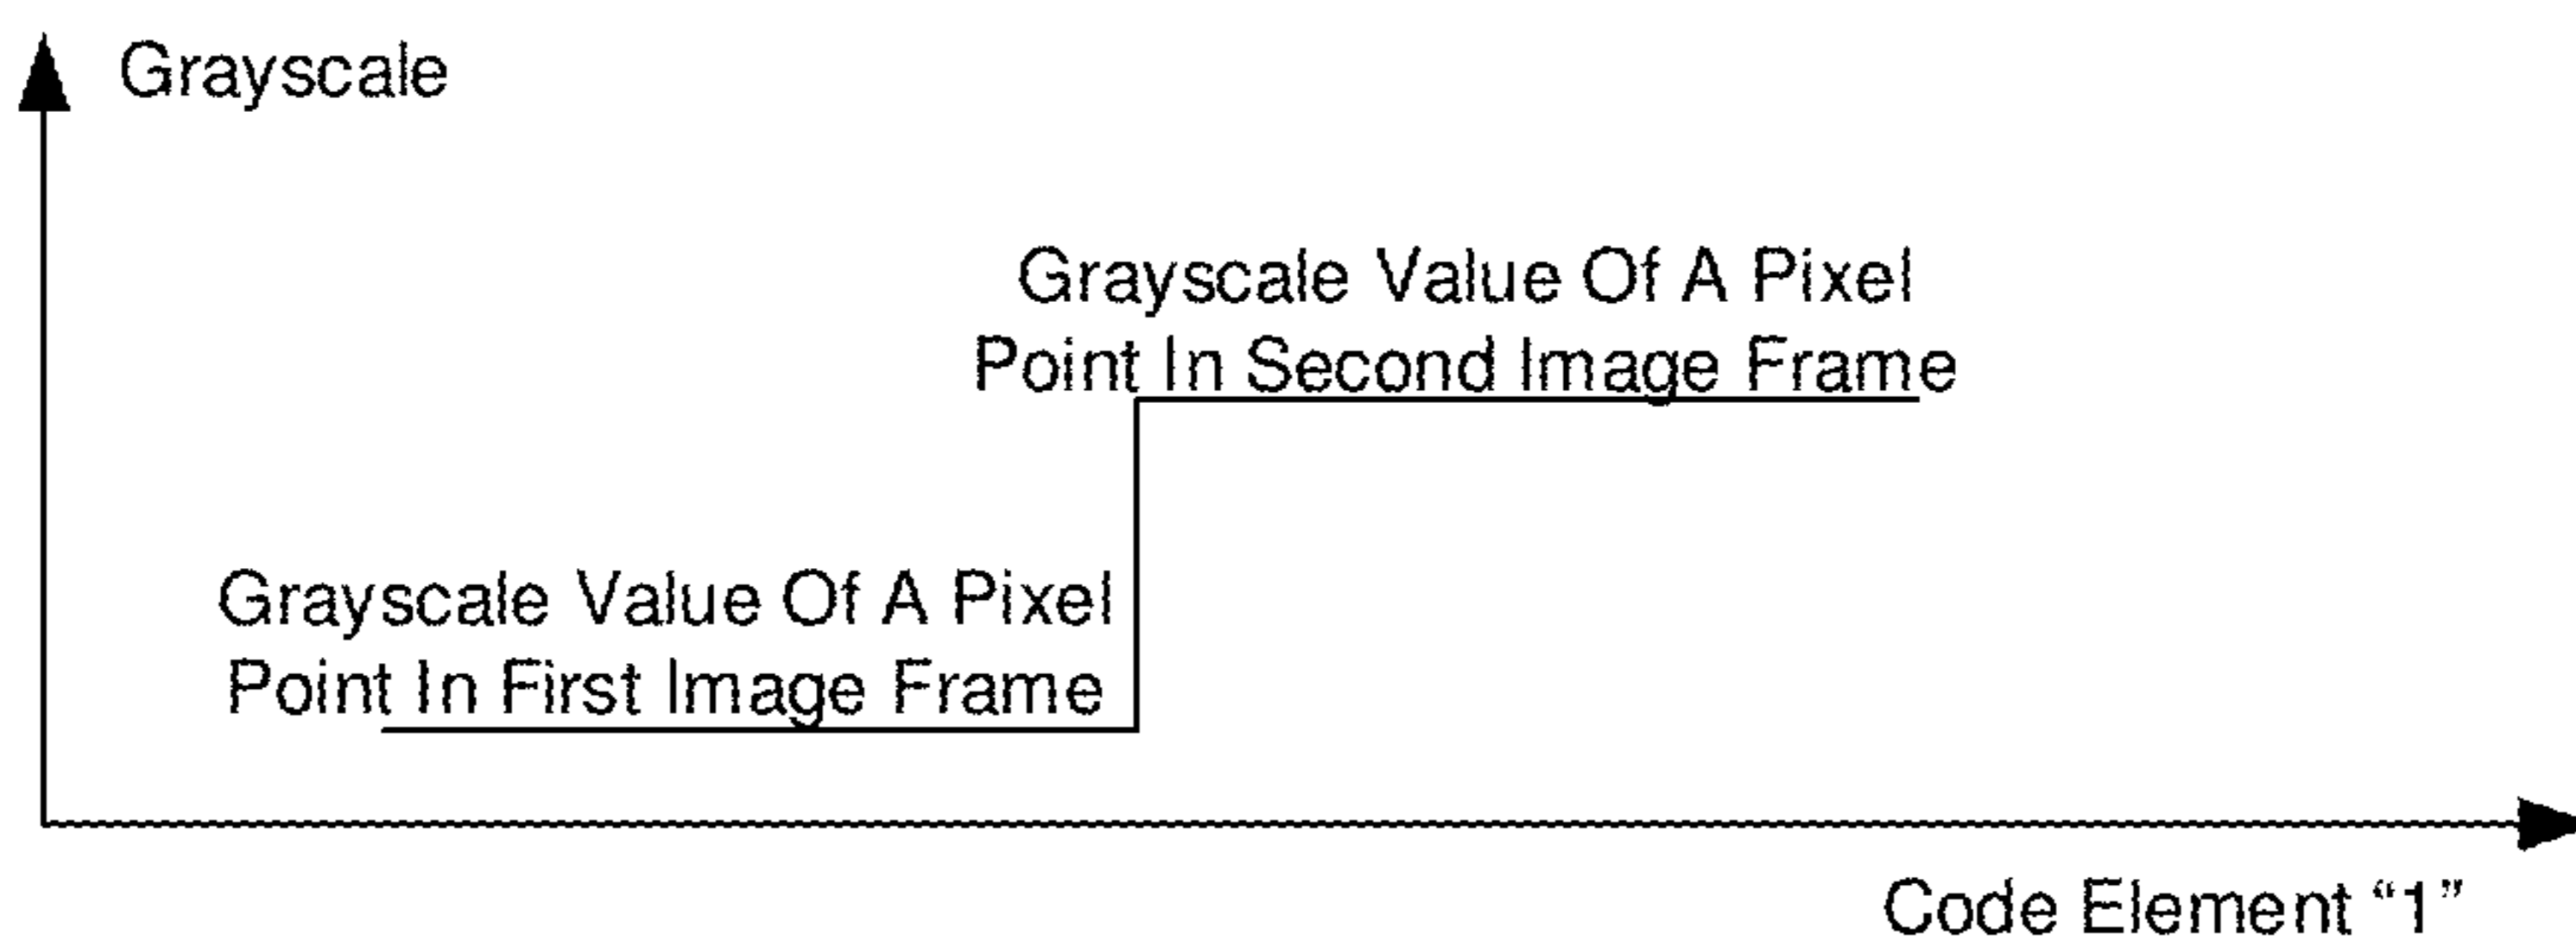 Grayscale
Grayscale Value Of A Pixel
Point In Second Image Frame
Grayscale Value Of A Pixel
Point In First Image Frame
Code Element “1”